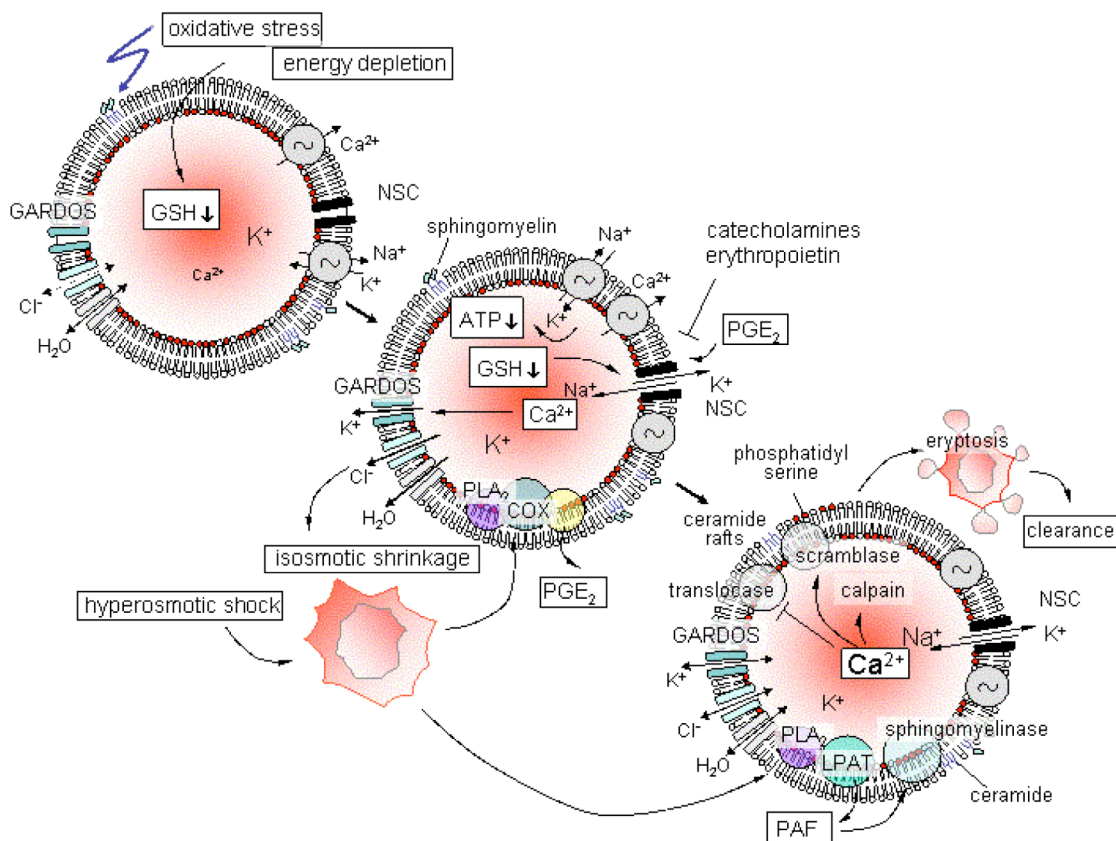 oxidative stress
energy depletion
Ca²⁺
NSC
GARDOS
GSH ↓
K⁺
Ca²⁺
Na⁺
K⁺
Cl⁻
H₂O
sphingomyelin
Na⁺
catecholamines
erythropoietin
Ca²⁺
ATP ↓
K⁺
PGE₂
GSH ↓
GARDOS
Na⁺
K⁺
NSC
Ca²⁺
K⁺
K⁺
Cl⁻
H₂O
PLA₂
COX
isosmotic shrinkage
PGE₂
hyperosmotic shock
phosphatidyl
serine
eryptosis
clearance
ceramide
rafts
scramblase
translocase
calpain
NSC
GARDOS
Na⁺
K⁺
Ca²⁺
K⁺
K⁺
Cl⁻
H₂O
PLA
LPAT
sphingomyelinase
ceramide
PAF